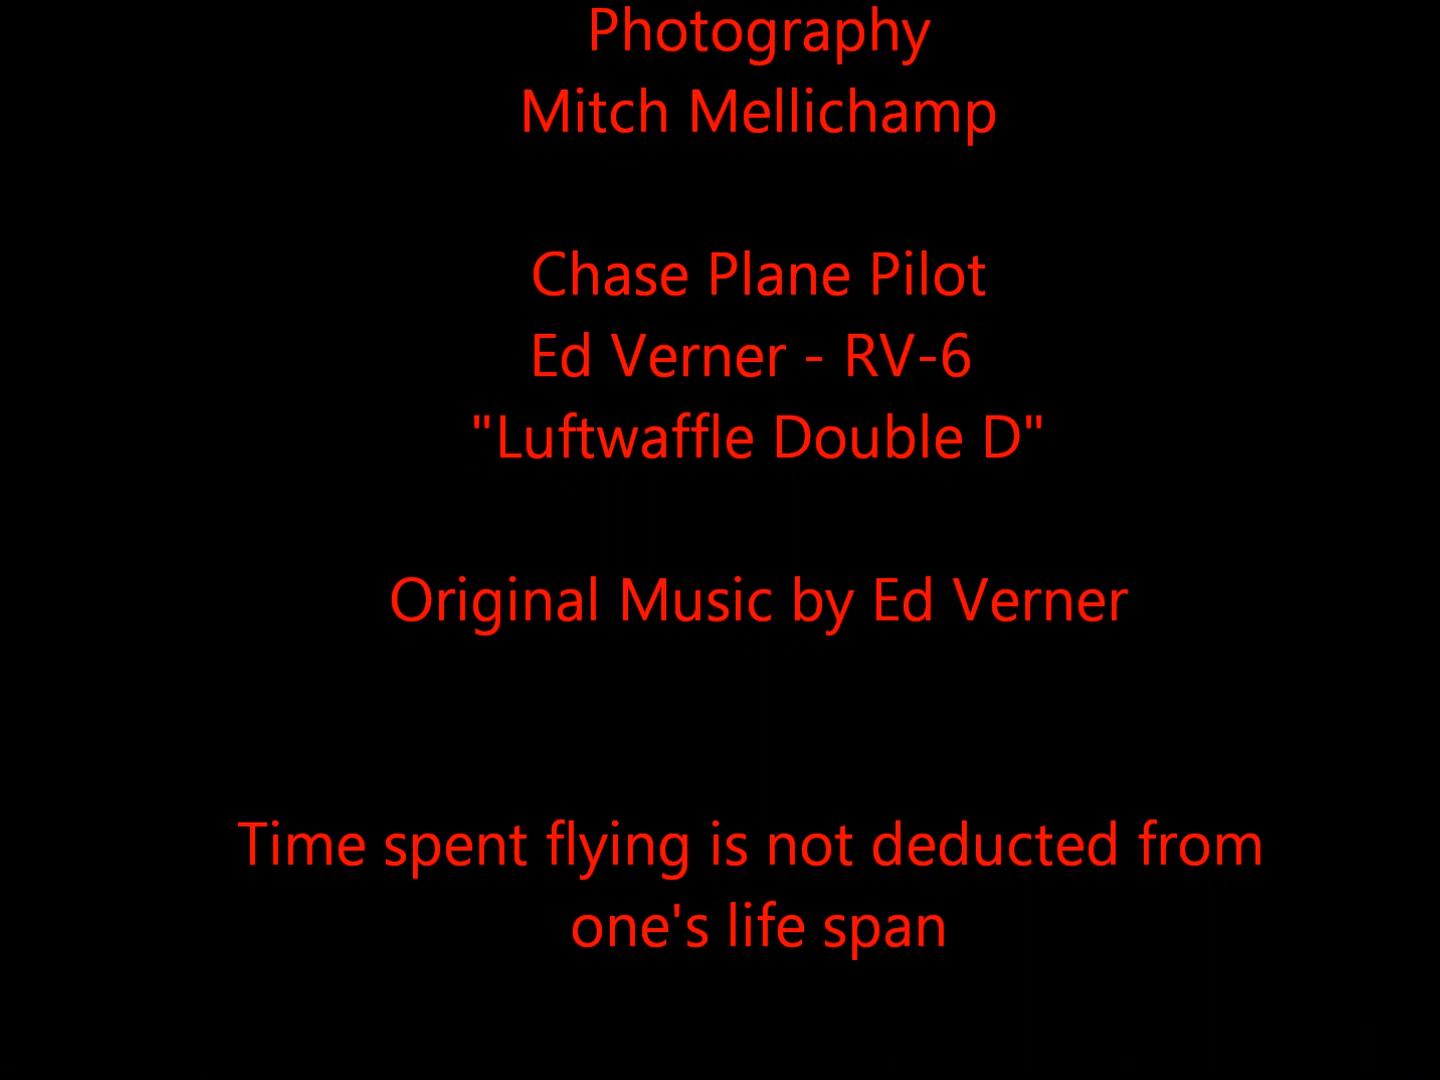 Photography
Mitch Mellichamp
Chase Plane Pilot
Ed Verner - RV-6
"Luftwaffle Double D"
Original Music by Ed Verner
Time spent flying is not deducted from
one's life span